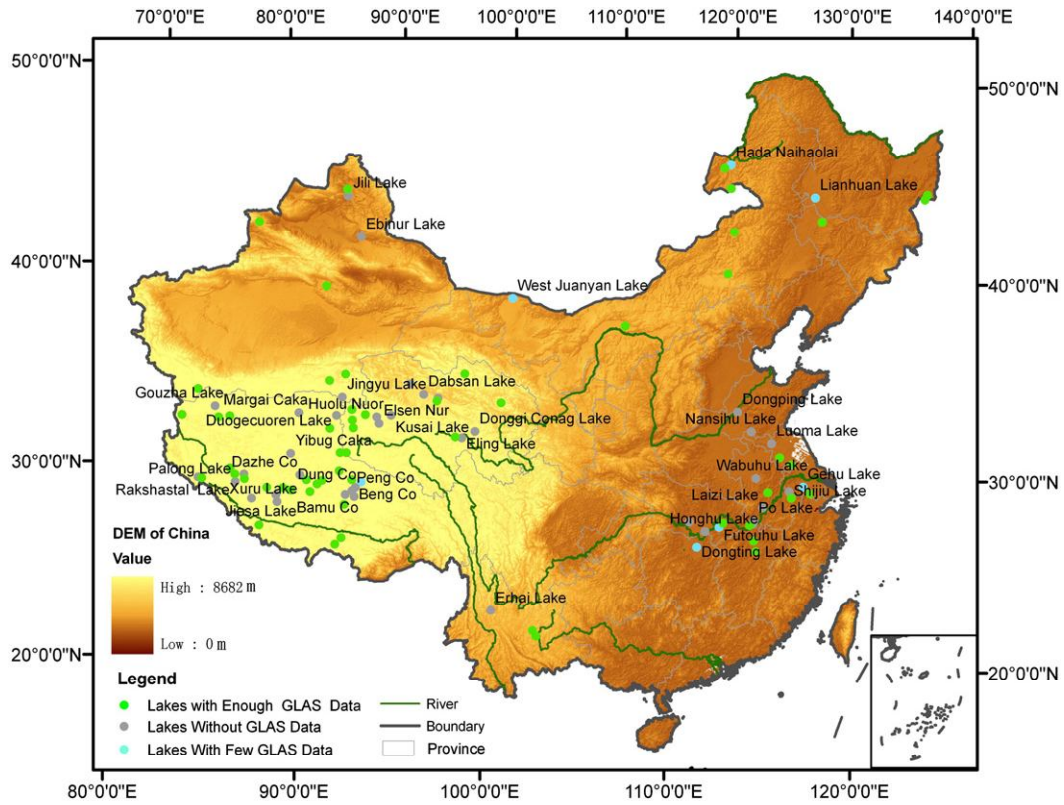 70°0'0"E 80°0'0"E 90°0'0"E 100°0'0"E 110°0'0"E 120°0'0"E 130°0'0"E 140°0'0"E
50°0'0"N
50°0'0"N
Hada Naihaolai
Jili Lake
Lianhuan Lake
Ebinur Lake
40°0'0"N
40°0'0"N
West Juanyan Lake
Jingyu Lake
Dabsan Lake
Gouzha Lake
Margai Caka
Huolu Nuor
Elsen Nur
Donggi Conag Lake
Dongping Lake
Duogecuoren Lake
Kusai Lake
Nansihu Lake
Luoma Lake
Yibug Caka
Eling Lake
30°0'0"N
30°0'0"N
Palong Lake
Dazhe Co
Dung Co
Peng Co
Wabuhu Lake
Gehu Lake
Rakshastal Lake
Xuru Lake
Beng Co
Laizi Lake
Shijiu Lake
Jiesa Lake
Bamu Co
Po Lake
Honghu Lake
Futouhu Lake
Dongting Lake
DEM of China
Value
High : 8682 m
Low : 0 m
Erhai Lake
20°0'0"N
20°0'0"N
Legend
Lakes with Enough GLAS Data
River
Lakes Without GLAS Data
Boundary
Lakes With Few GLAS Data
Province
80°0'0"E 90°0'0"E 100°0'0"E 110°0'0"E 120°0'0"E